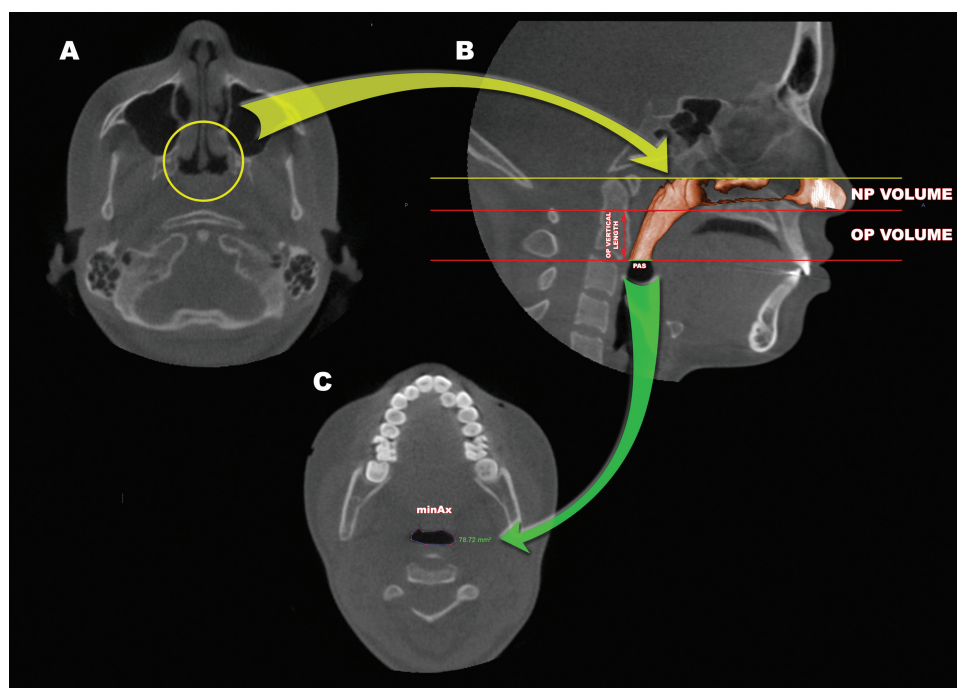 A
B
NP VOLUME
P
A
OP VERTICAL
LENGTH
OP VOLUME
PAS
C
minAx
78.72 mm²